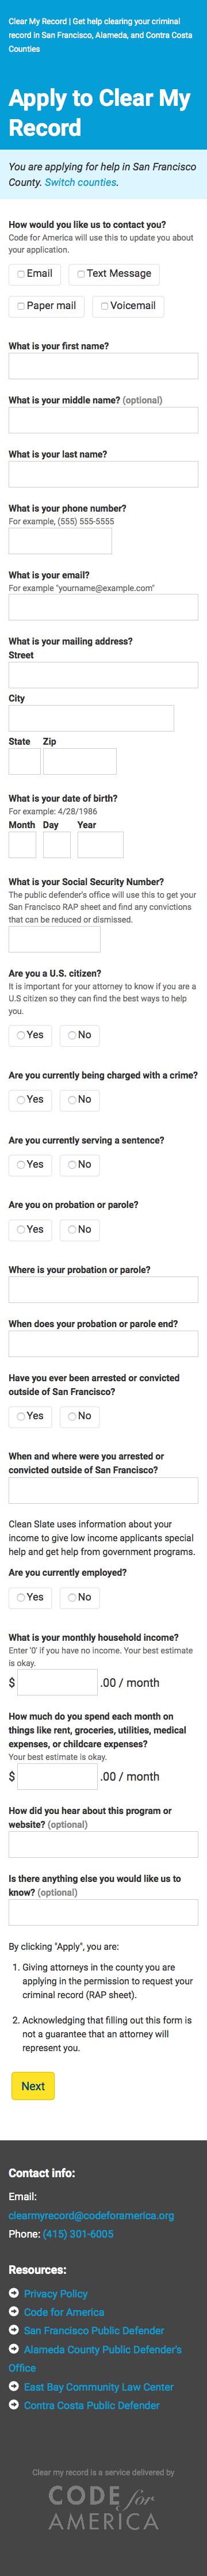 Clear My Record | Get help clearing your criminal
record in San Francisco, Alameda, and Contra Costa
Counties
Apply to Clear My
Record
You are applying for help in San Francisco
County. Switch counties.
How would you like us to contact you?
Code for America will use this to update you about
your application.
Email
Text Message
Paper mail
Voicemail
What is your first name?
What is your middle name? (optional)
What is your last name?
What is your phone number?
For example, (555) 555-5555
What is your email?
For example "yourname@example.com"
What is your mailing address?
Street
City
State Zip
What is your date of birth?
For example: 4/28/1986
Month Day Year
What is your Social Security Number?
The public defender's office will use this to get your
San Francisco RAP sheet and find any convictions
that can be reduced or dismissed.
Are you a U.S. citizen?
It is important for your attorney to know if you are a
U.S citizen so they can find the best ways to help
you.
Yes No
Are you currently being charged with a crime?
Yes No
Are you currently serving a sentence?
Yes No
Are you on probation or parole?
Yes No
Where is your probation or parole?
When does your probation or parole end?
Have you ever been arrested or convicted
outside of San Francisco?
Yes No
When and where were you arrested or
convicted outside of San Francisco?
Clean Slate uses information about your
income to give low income applicants special
help and get help from government programs.
Are you currently employed?
Yes No
What is your monthly household income?
Enter '0' if you have no income. Your best estimate
is okay.
$ .00 / month
How much do you spend each month on
things like rent, groceries, utilities, medical
expenses, or childcare expenses?
Your best estimate is okay.
$ .00 / month
How did you hear about this program or
website? (optional)
Is there anything else you would like us to
know? (optional)
By clicking "Apply", you are:
1. Giving attorneys in the county you are
applying in the permission to request your
criminal record (RAP sheet).
2. Acknowledging that filling out this form is
not a guarantee that an attorney will
represent you.
Next
Contact info:
Email:
clearmyrecord@codeforamerica.org
Phone: (415) 301-6005
Resources:
Privacy Policy
Code for America
San Francisco Public Defender
Alameda County Public Defender's
Office
East Bay Community Law Center
Contra Costa Public Defender
Clear my record is a service delivered by
CODE for
AMERICA